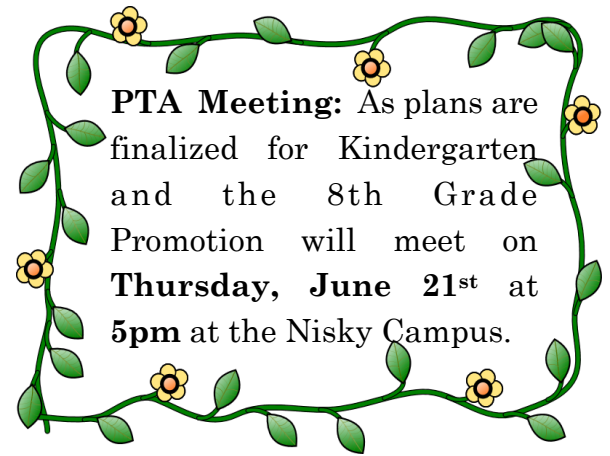 PTA Meeting: As plans are
finalized for Kindergarten
and the 8th Grade
Promotion will meet on
Thursday, June 21st at
5pm at the Nisky Campus.